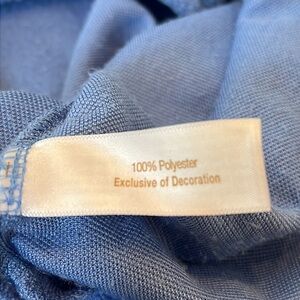 100% Polyester
Exclusive of Decoration